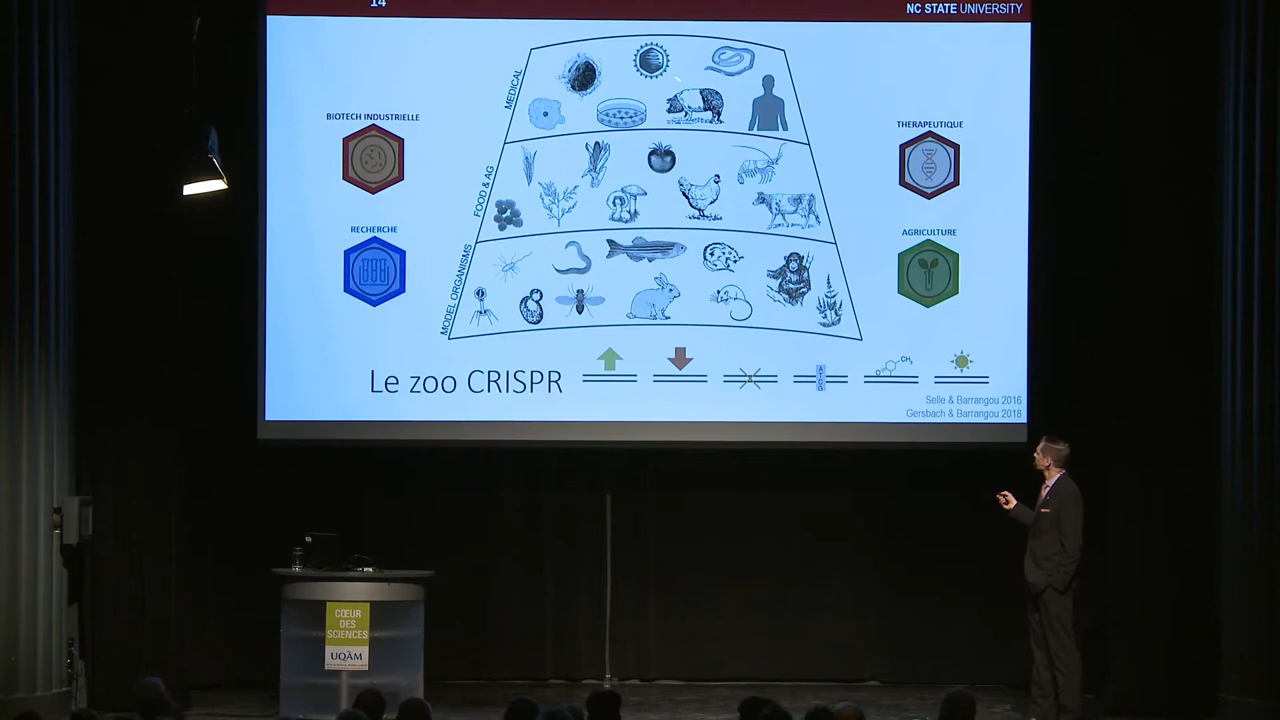 14
NC STATE UNIVERSITY
BIOTECH INDUSTRIELLE
RECHERCHE
MEDICAL
FOOD & AG
MODEL ORGANISMS
THERAPEUTIQUE
AGRICULTURE
Le zoo CRISPR
A
T
C
G
CH3
O
Selle & Barrangou 2016
Gersbach & Barrangou 2018
CŒUR
DES
SCIENCES
UQÀM